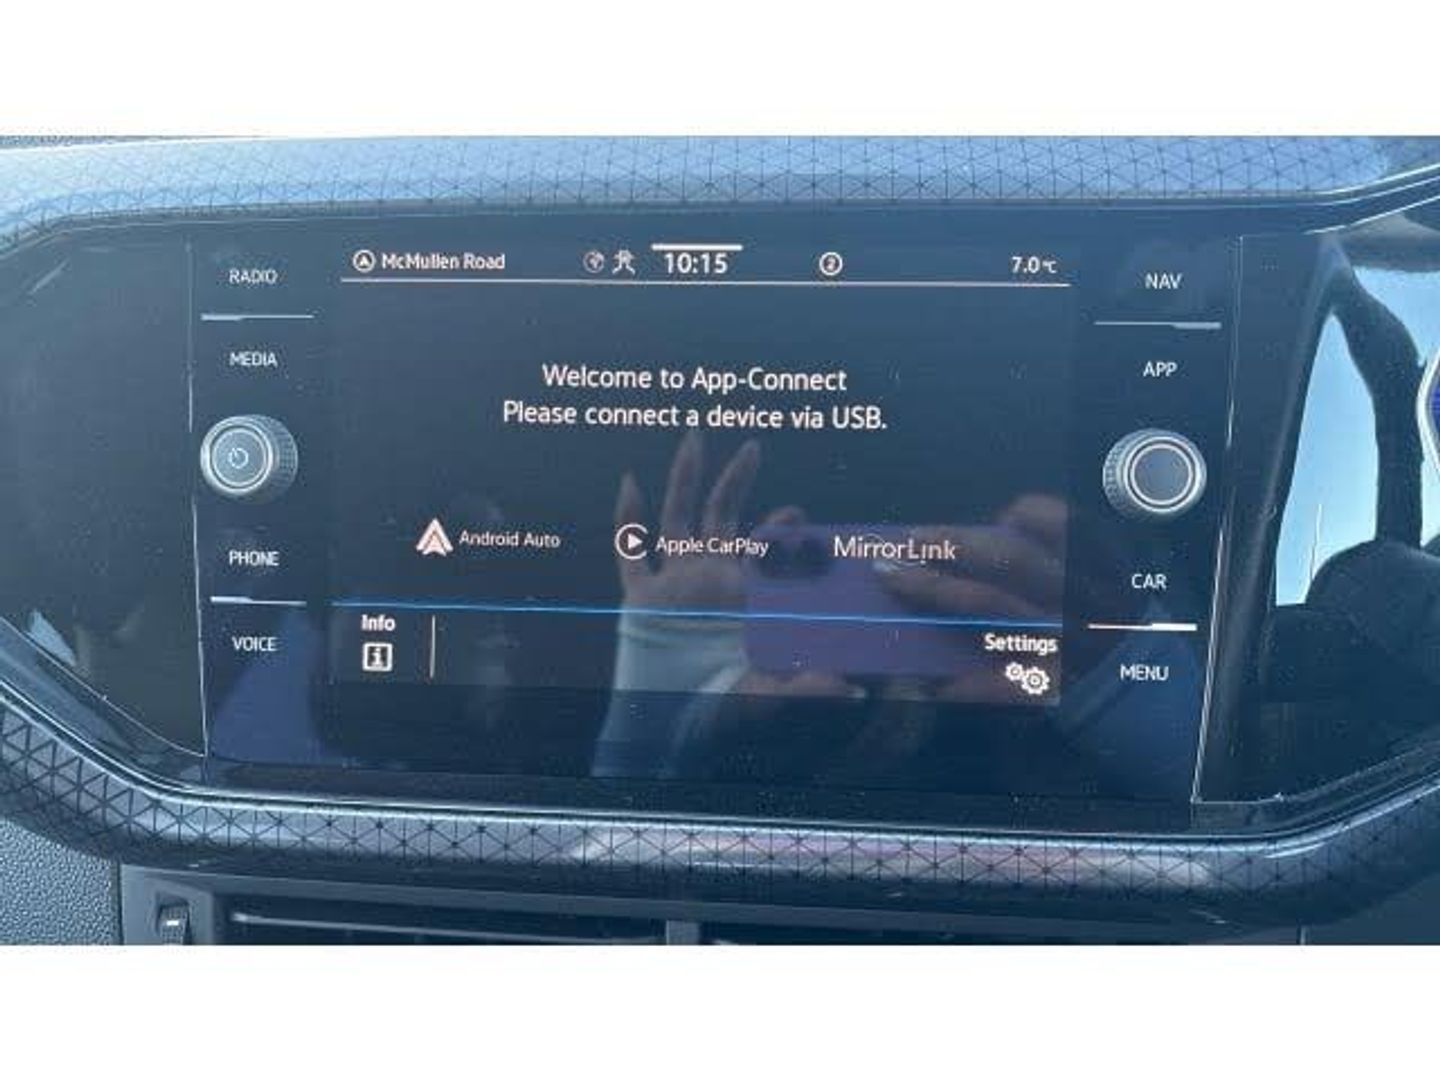 RADIO
MEDIA
PHONE
VOICE
McMullen Road
10:15
2
7.0°C
Welcome to App-Connect
Please connect a device via USB.
Android Auto
Apple CarPlay
MirrorLink
Info
i
Settings
NAV
APP
CAR
MENU